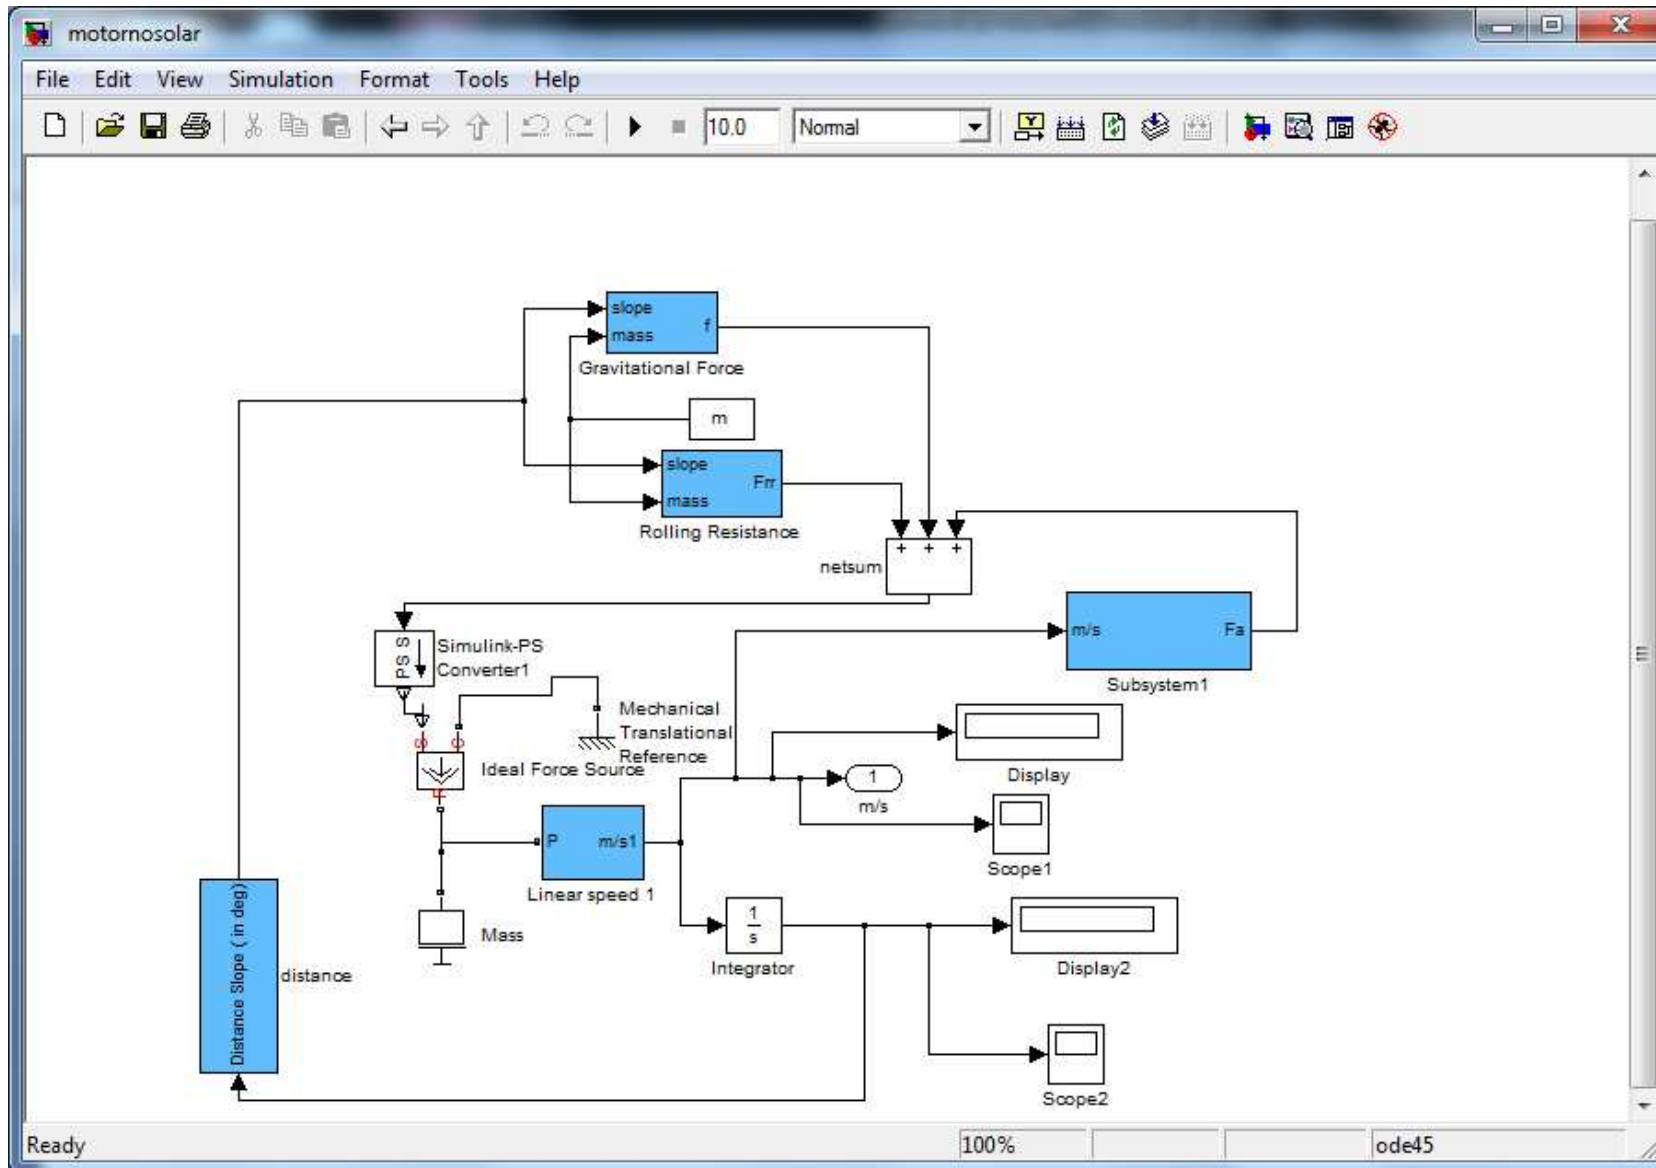 motornosolar
File Edit View Simulation Format Tools Help
10.0 Normal
slope
mass
f
Gravitational Force
m
slope
mass
Frr
Rolling Resistance
+ + +
netsum
m/s
Fa
Subsystem1
PS S
Simulink-PS
Converter1
Mechanical
Translational
Reference
S
C
R
Ideal Force Source
Display
1
m/s
P
m/s1
Linear speed 1
Scope1
Mass
1
s
Integrator
Display2
Distance Slope ( in deg)
distance
Scope2
Ready 100% ode45